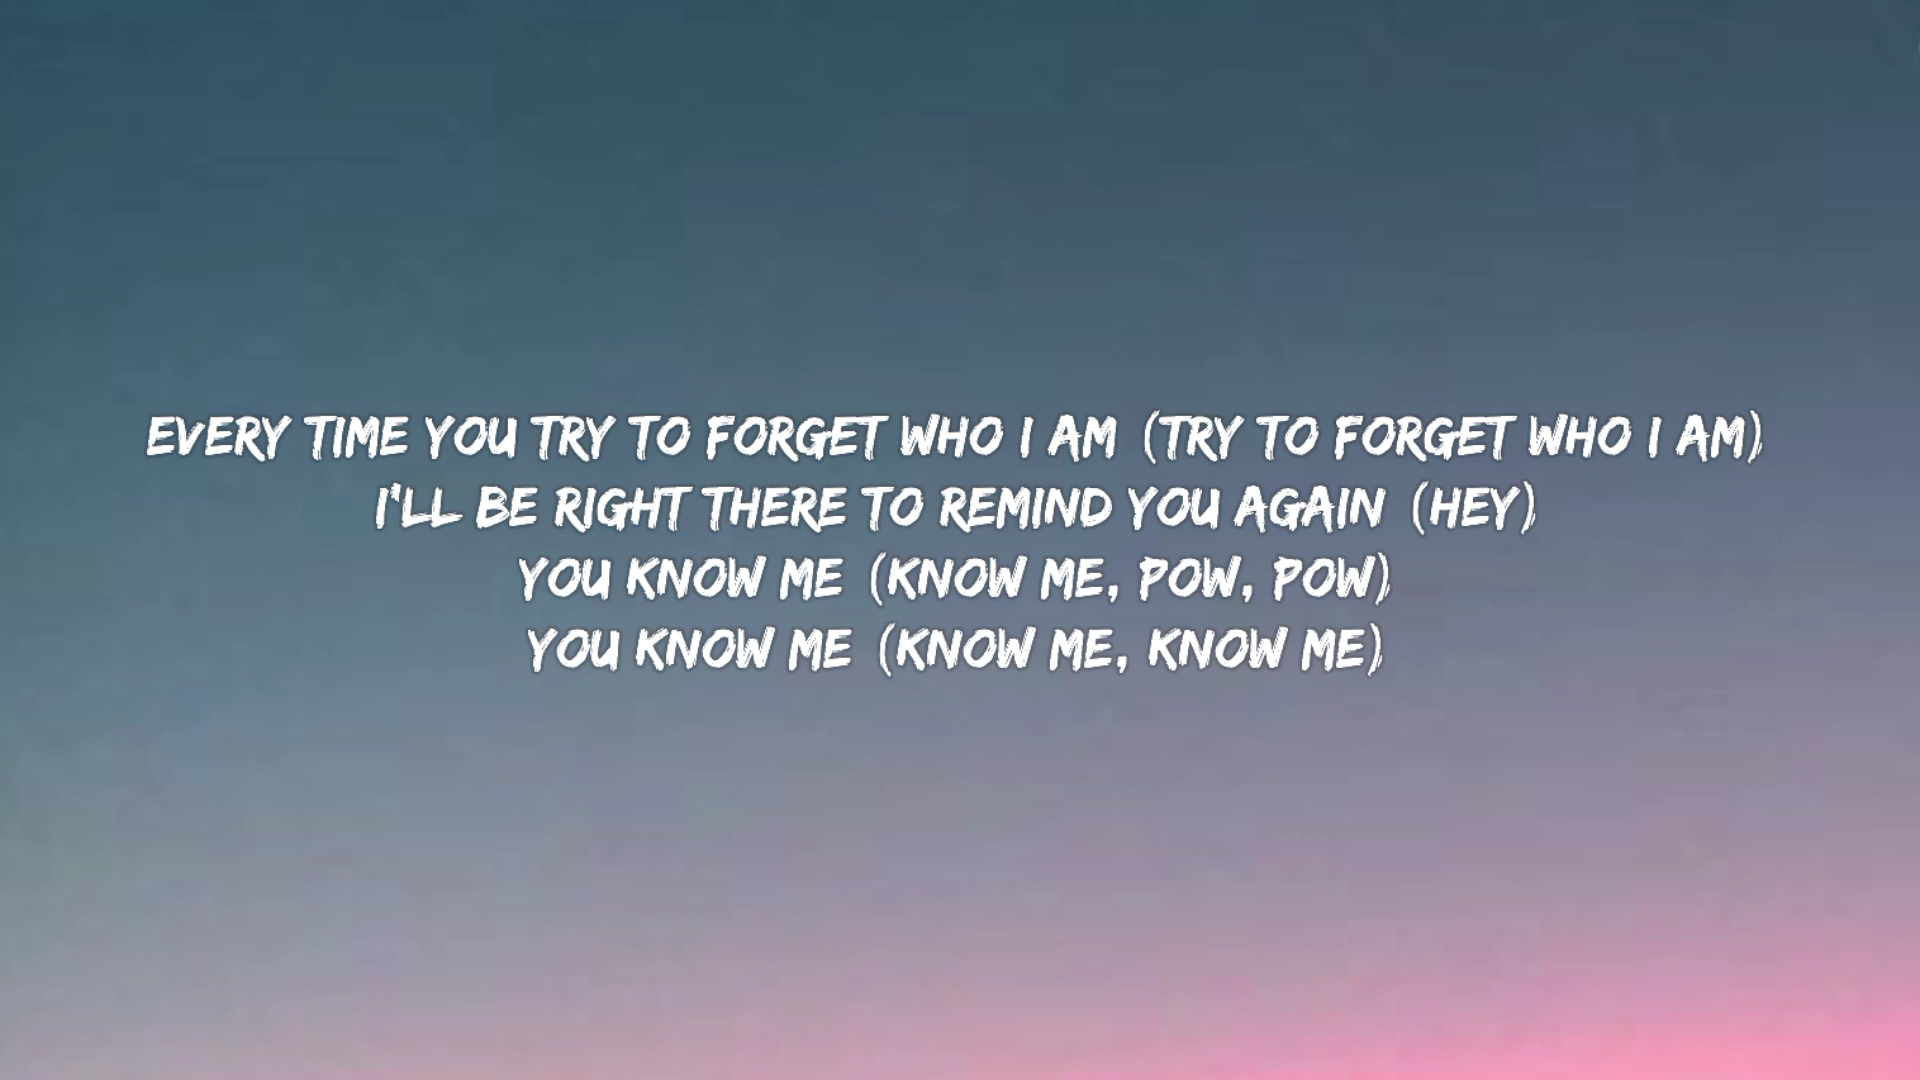 EVERY TIME YOU TRY TO FORGET WHO I AM (TRY TO FORGET WHO I AM)
I'LL BE RIGHT THERE TO REMIND YOU AGAIN (HEY)
YOU KNOW ME (KNOW ME, POW, POW)
YOU KNOW ME (KNOW ME, KNOW ME)